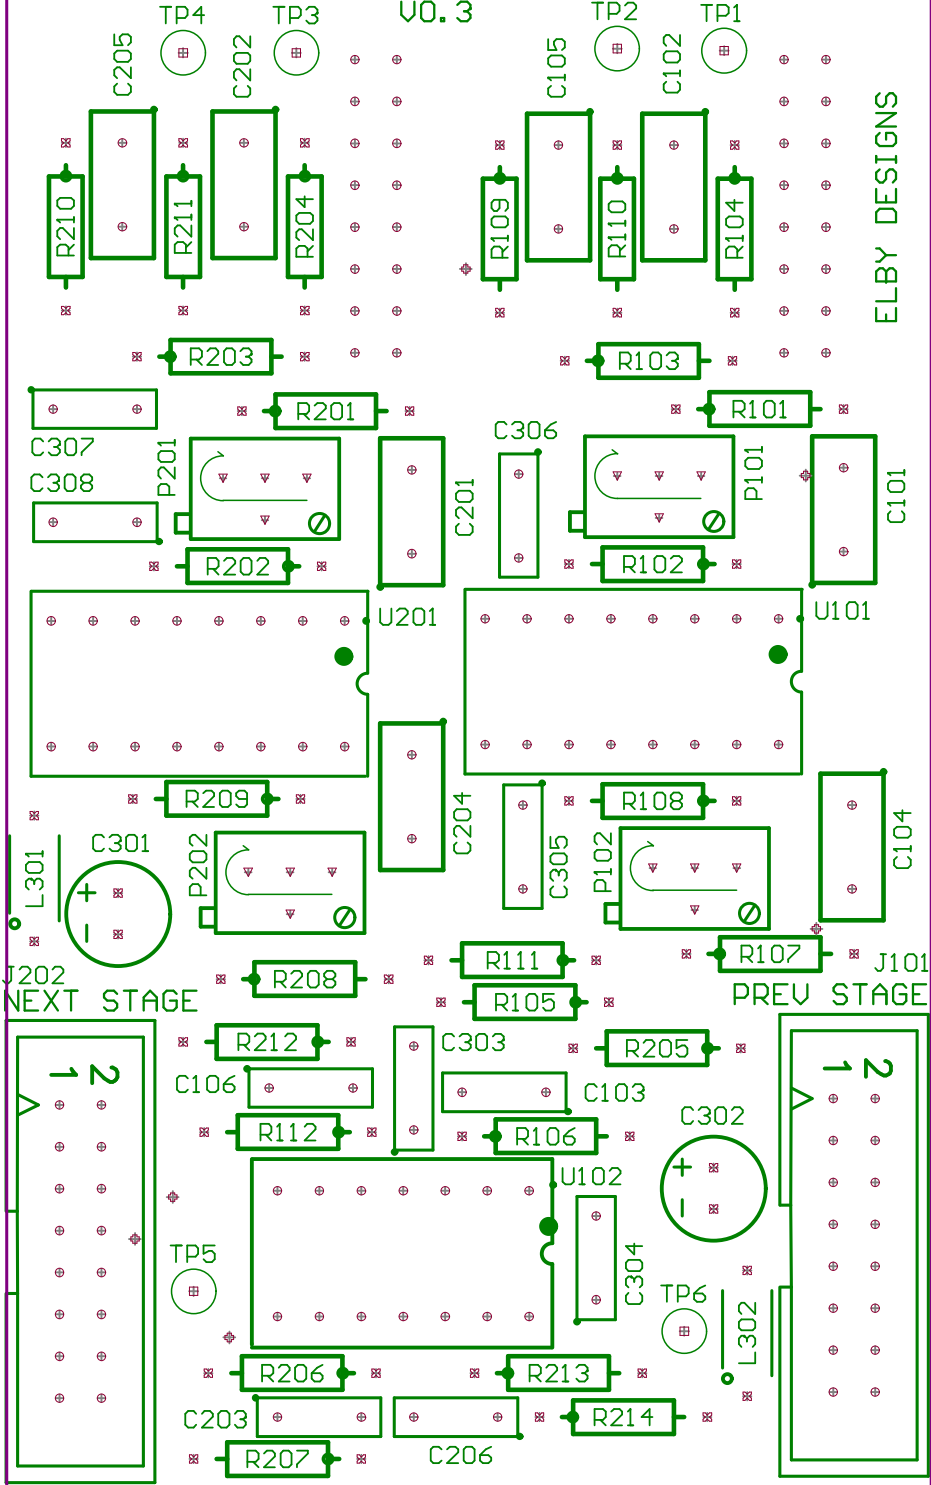 V0.3
TP4
TP3
TP2
TP1
C205
C202
C105
C102
ELBY DESIGNS
R210
R211
R204
R109
R110
R104
R203
R103
R201
R101
C307
C308
P201
C201
C306
P101
C101
R202
R102
U201
U101
R209
R108
C301
L301
P202
C204
C305
P102
C104
R111
R107
J202
J101
NEXT STAGE
R208
R105
PREV STAGE
R212
C303
R205
2
1
2
1
C106
C103
C302
R112
R106
U102
TP5
C304
TP6
L302
R206
R213
C203
R214
C206
R207